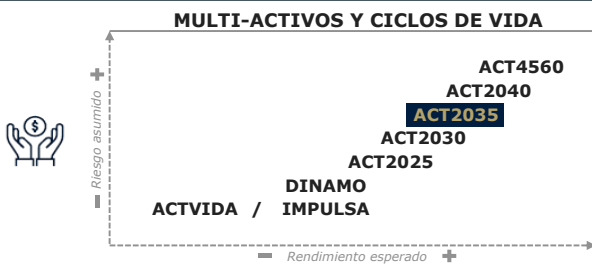 MULTI-ACTIVOS Y CICLOS DE VIDA
ACT4560
ACT2040
ACT2035
ACT2030
ACT2025
DINAMO
ACTVIDA / IMPULSA
Riesgo asumido
Rendimiento esperado